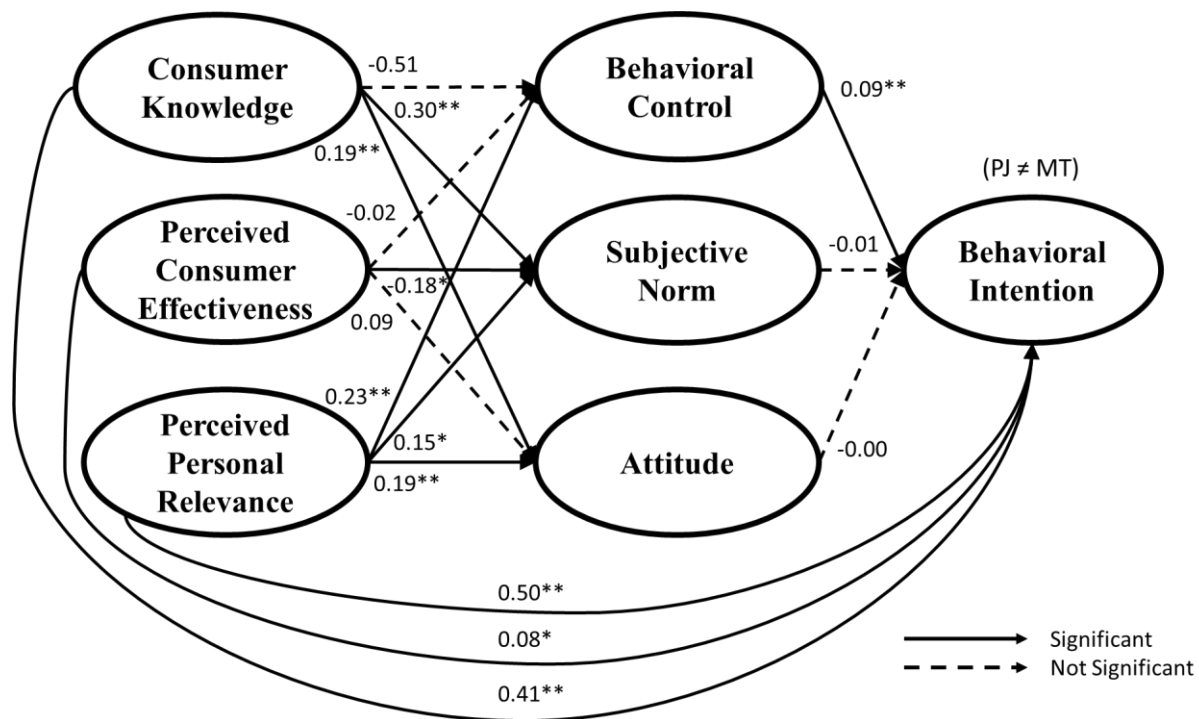 Consumer
Knowledge
-0.51
0.30**
0.19**
Behavioral
Control
0.09**
(PJ ≠ MT)
Perceived
Consumer
Effectiveness
-0.02
-0.18*
0.09
Subjective
Norm
-0.01
Behavioral
Intention
Perceived
Personal
Relevance
0.23**
0.15*
0.19**
Attitude
-0.00
0.50**
0.08*
0.41**
Significant
Not Significant